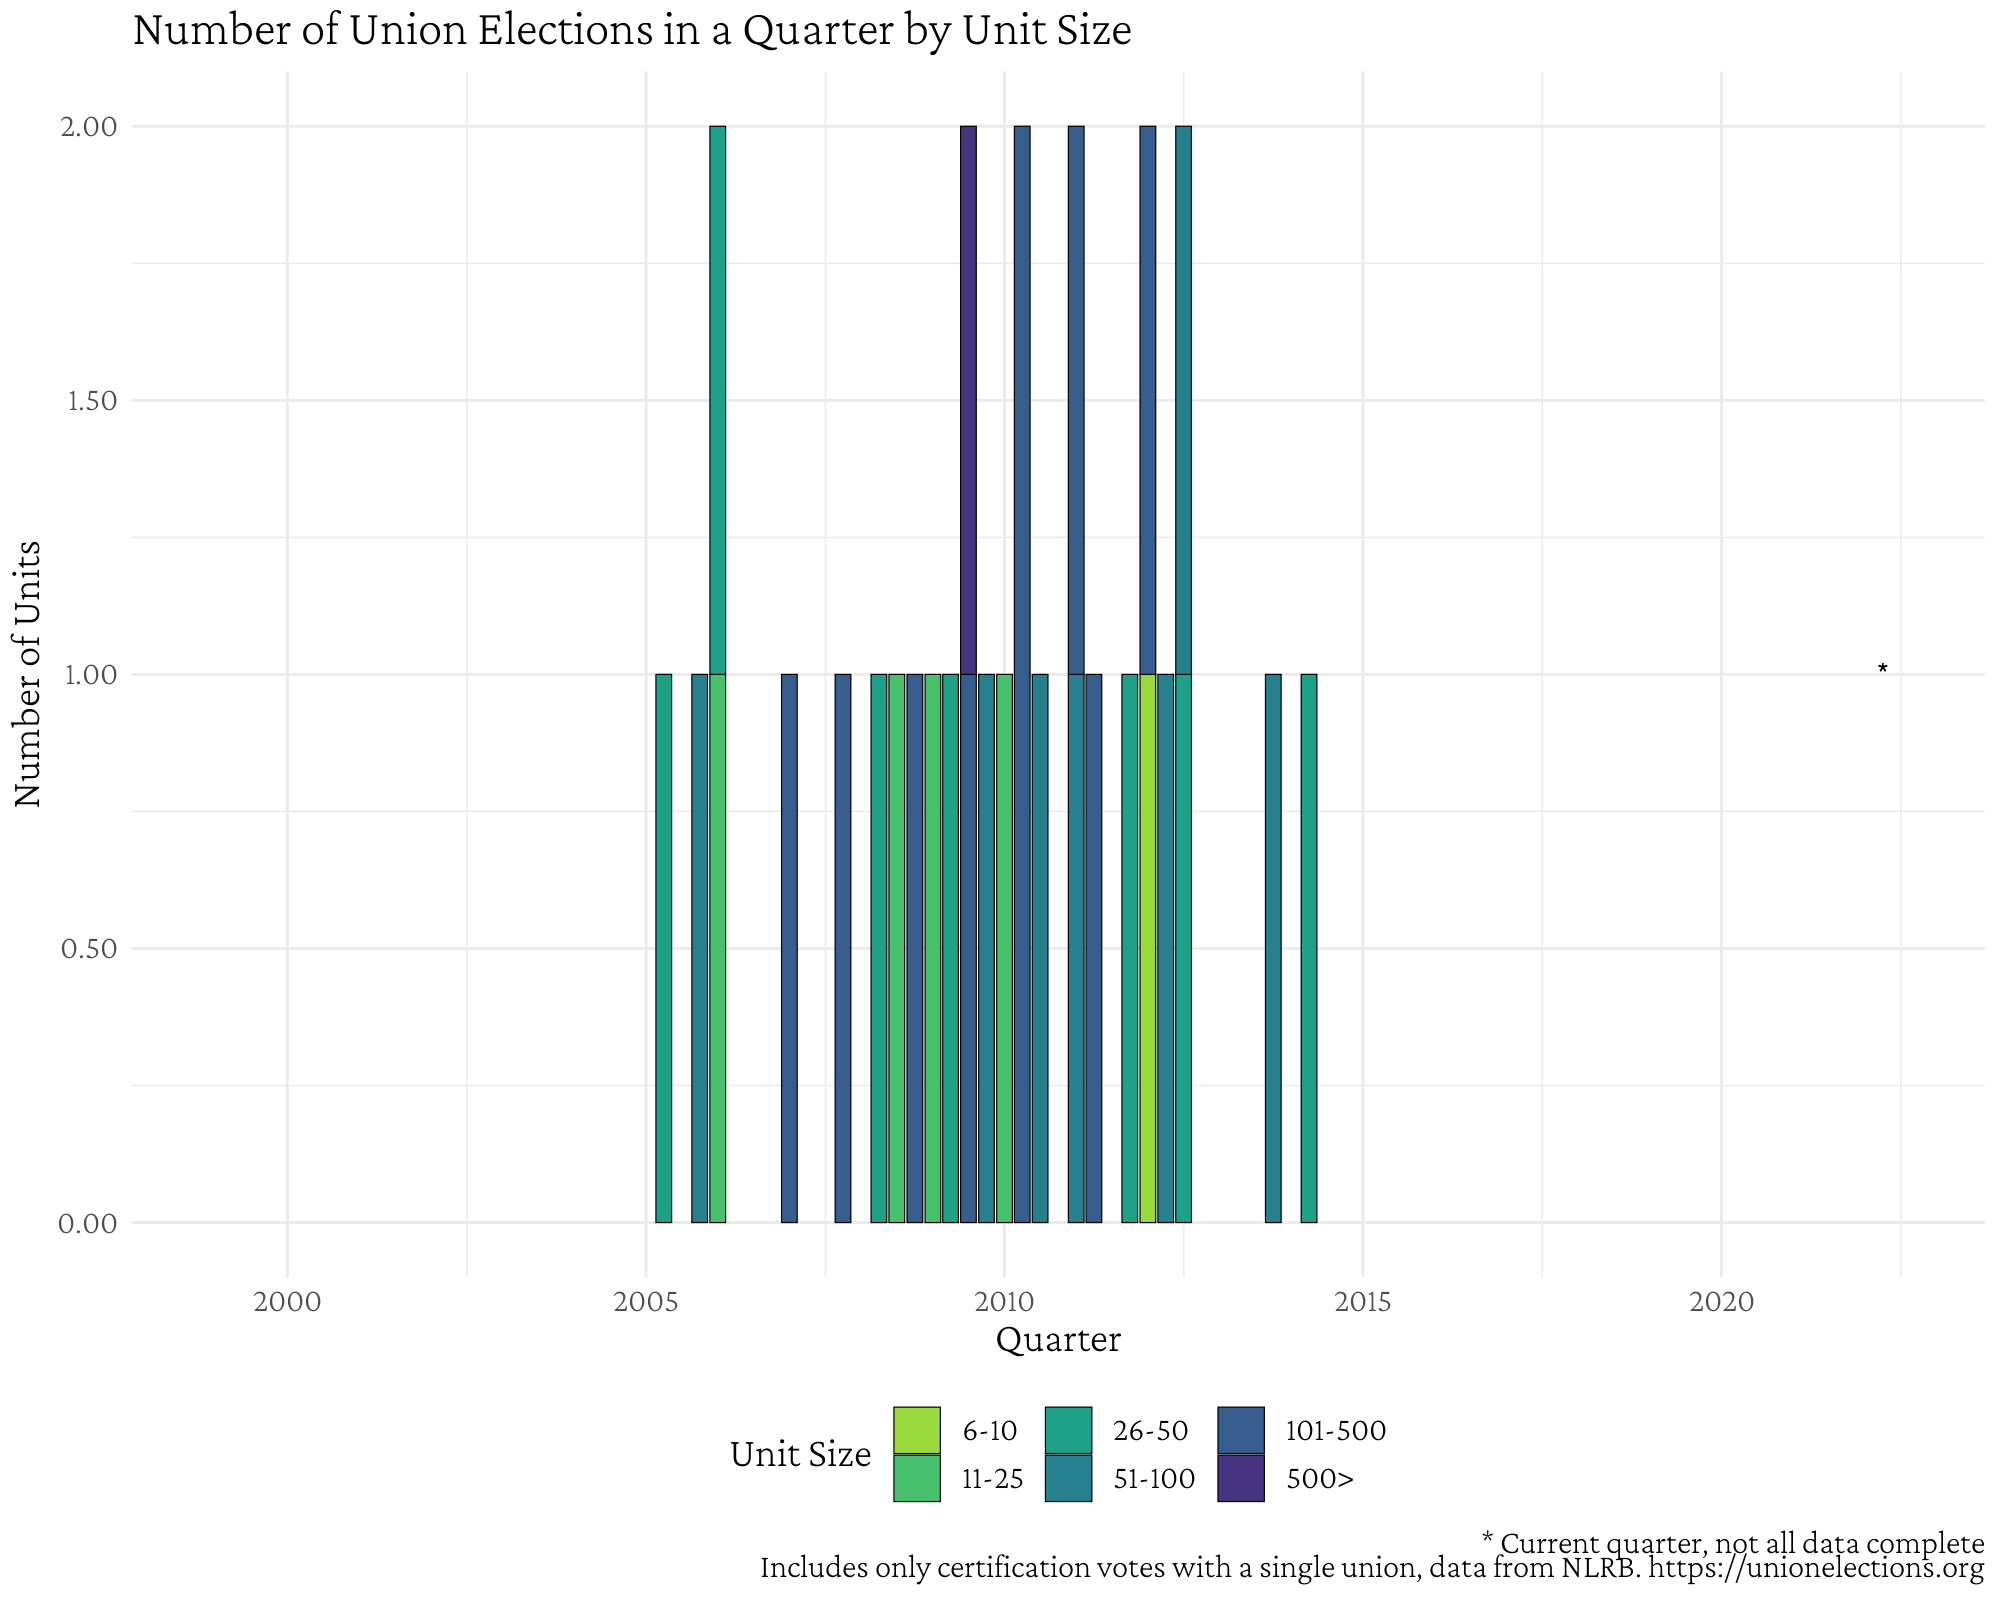 Number of Union Elections in a Quarter by Unit Size
Number of Units
2.00
1.50
1.00
0.50
0.00
*
2000 2005 2010 2015 2020
Quarter
Unit Size
6-10 26-50 101-500
11-25 51-100 500>
* Current quarter, not all data complete
Includes only certification votes with a single union, data from NLRB. https://unionelections.org